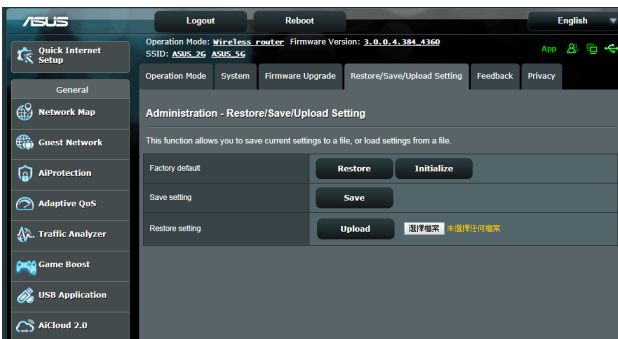 ASUS
Logout Reboot English
Quick Internet Setup
Operation Mode: Wireless router Firmware Version: 3.0.0.4.384_4360
SSID: ASUS_2G ASUS_5G
App
Operation Mode System Firmware Upgrade Restore/Save/Upload Setting Feedback Privacy
General
Network Map
Guest Network
AiProtection
Adaptive QoS
Traffic Analyzer
Game Boost
USB Application
AiCloud 2.0
Administration - Restore/Save/Upload Setting
This function allows you to save current settings to a file, or load settings from a file.
Factory default Restore Initialize
Save setting Save
Restore setting Upload 選擇檔案 未選擇任何檔案